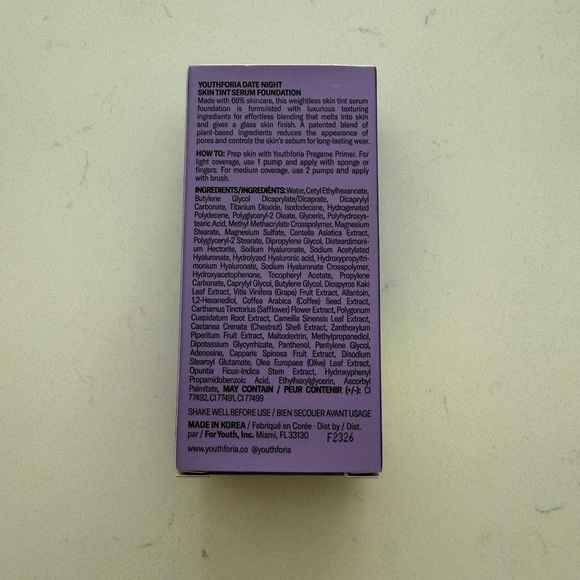 YOUTHFORIA DATE NIGHT
SKIN TINT SERUM FOUNDATION
Made with 68% skincare, this weightless skin tint serum
foundation is formulated with luxurious texturing
ingredients for effortless blending that melts into skin
and gives a glass skin finish. A patented blend of
plant-based ingredients reduces the appearance of
pores and controls the skin's sebum for long-lasting wear.
HOW TO: Prep skin with Youthforia Pregame Primer. For
light coverage, use 1 pump and apply with sponge or
fingers. For medium coverage, use 2 pumps and apply
with brush.
INGREDIENTS/INGRÉDIENTS: Water, Cetyl Ethylhexanoate,
Butylene Glycol Dicaprylate/Dicaprate, Dicaprylyl
Carbonate, Titanium Dioxide, Isododecane, Hydrogenated
Polydecene, Polyglyceryl-2 Oleate, Glycerin, Polyhydroxys-
tearic Acid, Methyl Methacrylate Crosspolymer, Magnesium
Stearate, Magnesium Sulfate, Centella Asiatica Extract,
Polyglyceryl-2 Stearate, Dipropylene Glycol, Disteardimoni-
um Hectorite, Sodium Hyaluronate, Sodium Acetylated
Hyaluronate, Hydrolyzed Hyaluronic acid, Hydroxypropyltri-
monium Hyaluronate, Sodium Hyaluronate Crosspolymer,
Hydroxyacetophenone, Tocopheryl Acetate, Propylene
Carbonate, Caprylyl Glycol, Butylene Glycol, Diospyros Kaki
Leaf Extract, Vitis Vinifera (Grape) Fruit Extract, Allantoin,
1,2-Hexanediol, Coffea Arabica (Coffee) Seed Extract,
Carthamus Tinctorius (Safflower) Flower Extract, Polygonum
Cuspidatum Root Extract, Camellia Sinensis Leaf Extract,
Castanea Crenata (Chestnut) Shell Extract, Zanthoxylum
Piperitum Fruit Extract, Maltodextrin, Methylpropanediol,
Dipotassium Glycyrrhizate, Panthenol, Pentylene Glycol,
Adenosine, Capparis Spinosa Fruit Extract, Disodium
Stearoyl Glutamate, Olea Europaea (Olive) Leaf Extract,
Opuntia Ficus-Indica Stem Extract, Hydroxyphenyl
Propamidobenzoic Acid, Ethylhexylglycerin, Ascorbyl
Palmitate, MAY CONTAIN / PEUR CONTENIR (+/-): CI
77492, CI 77491, CI 77499
SHAKE WELL BEFORE USE / BIEN SECOUER AVANT USAGE
MADE IN KOREA / Fabriqué en Corée · Dist by / Dist.
par / ForYouth, Inc. Miami, FL 33130 F2326
www.youthforia.co @youthforia